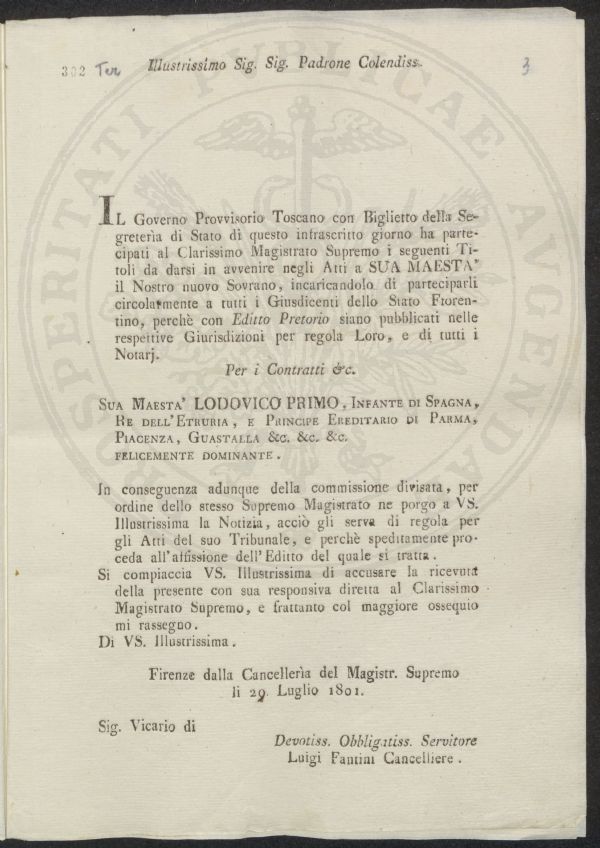 302 Ter
3
Illustrissimo Sig. Sig. Padrone Colendiss.
PROSPERITATI PVBLICAE AVGENDAE
IL Governo Provvisorio Toscano con Biglietto della Se-
greterìa di Stato di questo infrascritto giorno ha parte-
cipati al Clarissimo Magistrato Supremo i seguenti Ti-
toli da darsi in avvenire negli Atti a SUA MAESTA'
il Nostro nuovo Sovrano, incaricandolo di parteciparli
circolarmente a tutti i Giusdicenti dello Stato Fioren-
tino, perchè con Editto Pretorio siano pubblicati nelle
respettive Giurisdizioni per regola Loro, e di tutti i
Notarj.
Per i Contratti &c.
SUA MAESTA' LODOVICO PRIMO, INFANTE DI SPAGNA,
RE DELL'ETRURIA, E PRINCIPE EREDITARIO DI PARMA,
PIACENZA, GUASTALLA &c. &c. &c.
FELICEMENTE DOMINANTE.
In conseguenza adunque della commissione divisata, per
ordine dello stesso Supremo Magistrato ne porgo a VS.
Illustrissima la Notizia, acciò gli serva di regola per
gli Atti del suo Tribunale, e perchè speditamente pro-
ceda all'affissione dell'Editto del quale si tratta.
Si compiaccia VS. Illustrissima di accusare la ricevuta
della presente con sua responsiva diretta al Clarissimo
Magistrato Supremo, e frattanto col maggiore ossequio
mi rassegno.
Di VS. Illustrissima.
Firenze dalla Cancellerìa del Magistr. Supremo
li 29. Luglio 1801.
Sig. Vicario di
Devotiss. Obbligatiss. Servitore
Luigi Fantini Cancelliere.